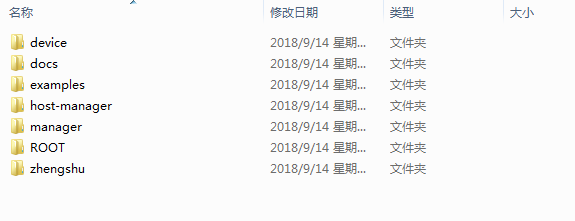 名称 修改日期 类型 大小
device 2018/9/14 星期... 文件夹
docs 2018/9/14 星期... 文件夹
examples 2018/9/14 星期... 文件夹
host-manager 2018/9/14 星期... 文件夹
manager 2018/9/14 星期... 文件夹
ROOT 2018/9/14 星期... 文件夹
zhengshu 2018/9/14 星期... 文件夹